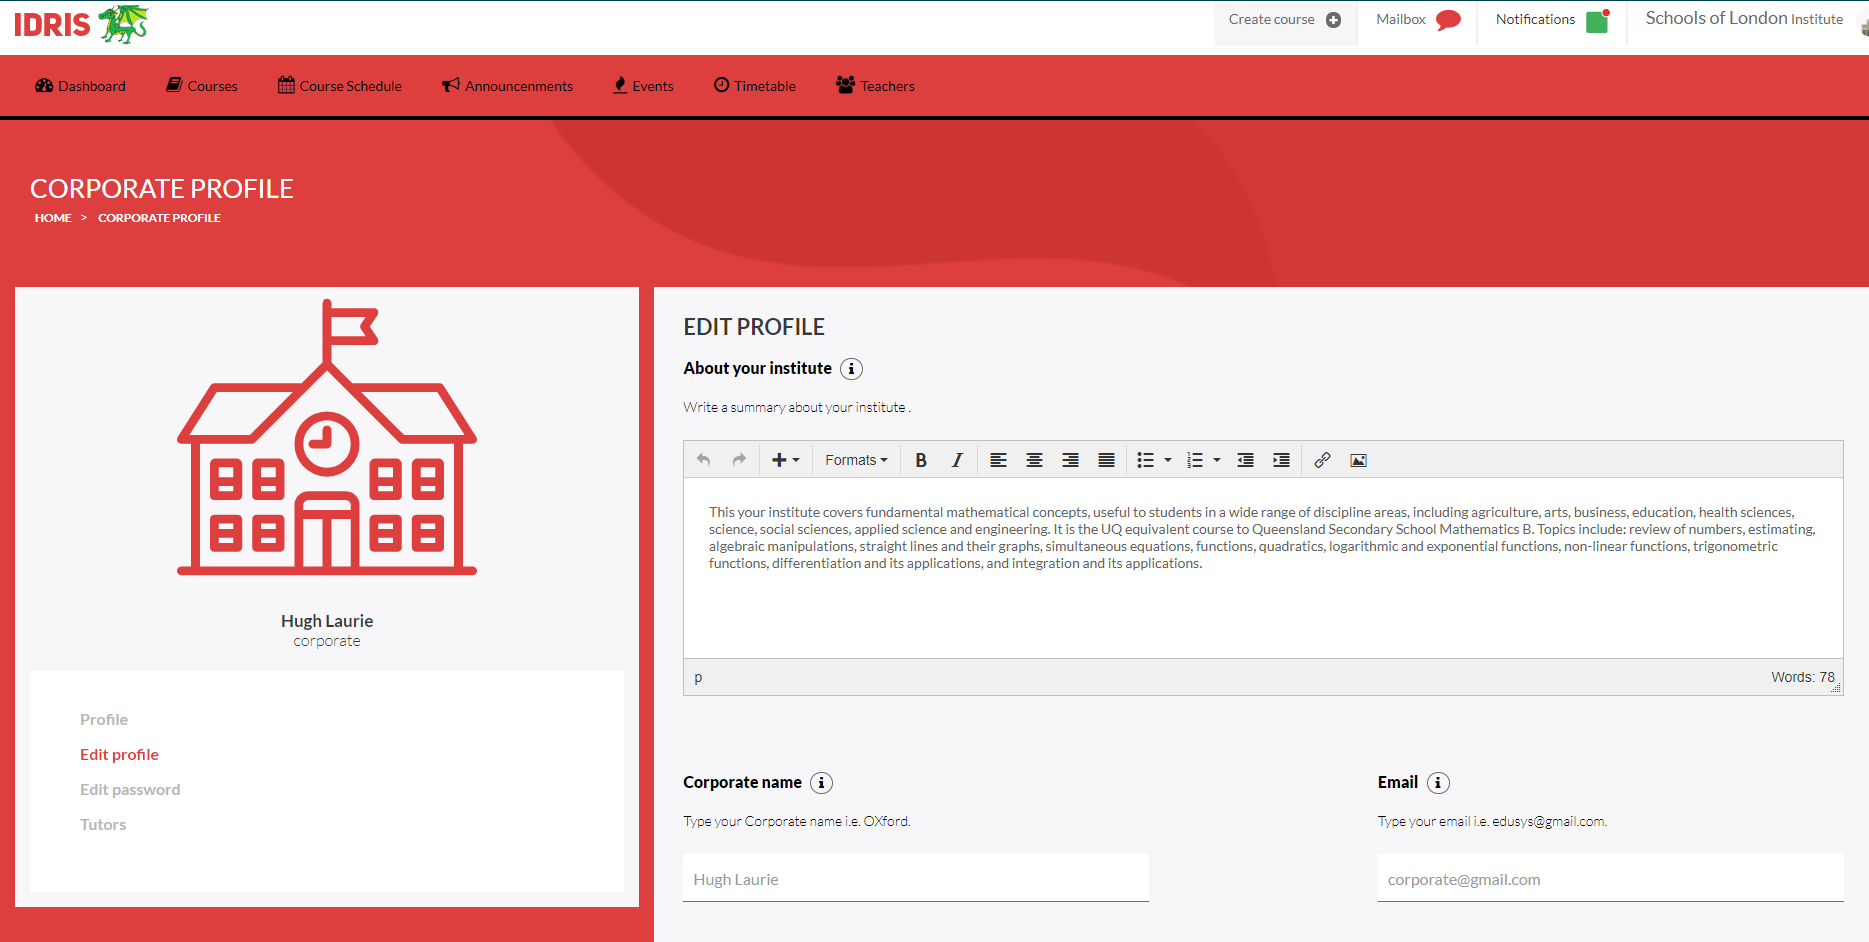 IDRIS
Create course
Mailbox
Notifications
Schools of London Institute
Dashboard
Courses
Course Schedule
Announcenments
Events
Timetable
Teachers
CORPORATE PROFILE
HOME > CORPORATE PROFILE
Hugh Laurie
corporate
Profile
Edit profile
Edit password
Tutors
EDIT PROFILE
About your institute i
Write a summary about your institute .
Formats B I
This your institute covers fundamental mathematical concepts, useful to students in a wide range of discipline areas, including agriculture, arts, business, education, health sciences,
science, social sciences, applied science and engineering. It is the UQ equivalent course to Queensland Secondary School Mathematics B. Topics include: review of numbers, estimating,
algebraic manipulations, straight lines and their graphs, simultaneous equations, functions, quadratics, logarithmic and exponential functions, non-linear functions, trigonometric
functions, differentiation and its applications, and integration and its applications.
p
Words: 78
Corporate name i
Type your Corporate name i.e. OXford.
Hugh Laurie
Email i
Type your email i.e. edusys@gmail.com.
corporate@gmail.com